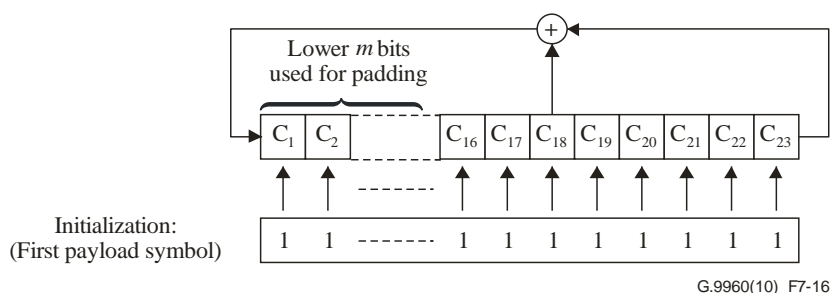 +
Lower m bits
used for padding
C1 C2 C16 C17 C18 C19 C20 C21 C22 C23
Initialization:
(First payload symbol)
1 1 1 1 1 1 1 1 1 1
G.9960(10)_F7-16